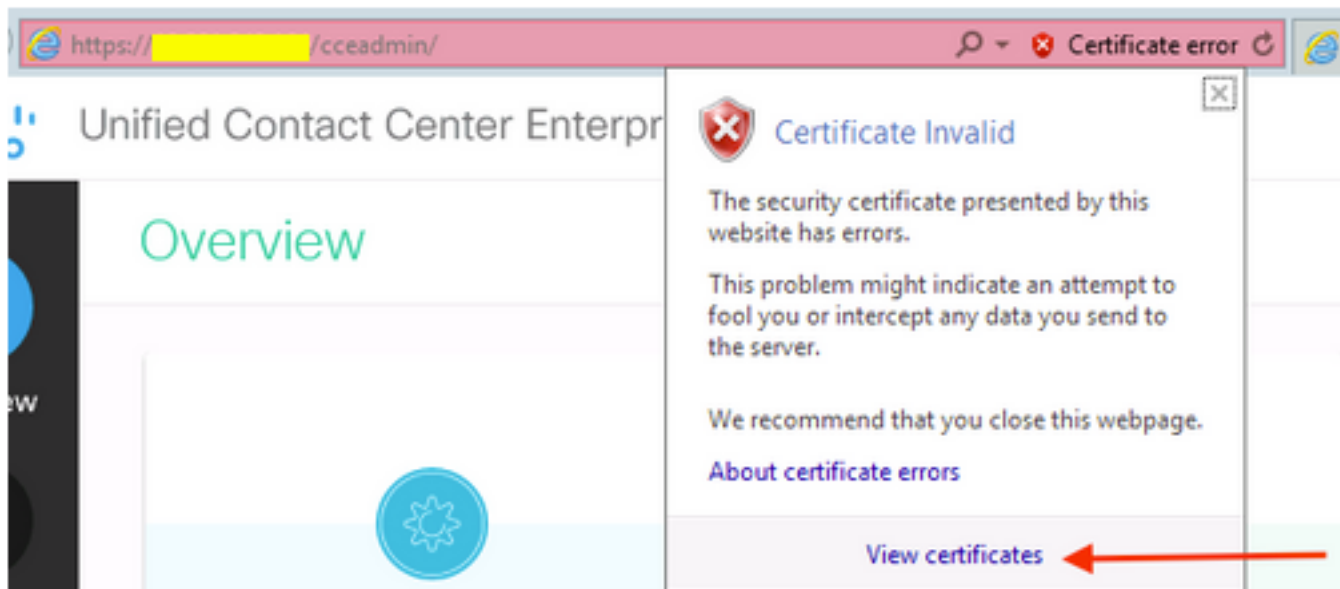 https:// /cceadmin/
Certificate error
Unified Contact Center Enterpr
Overview
ew
Certificate Invalid
The security certificate presented by this
website has errors.
This problem might indicate an attempt to
fool you or intercept any data you send to
the server.
We recommend that you close this webpage.
About certificate errors
View certificates